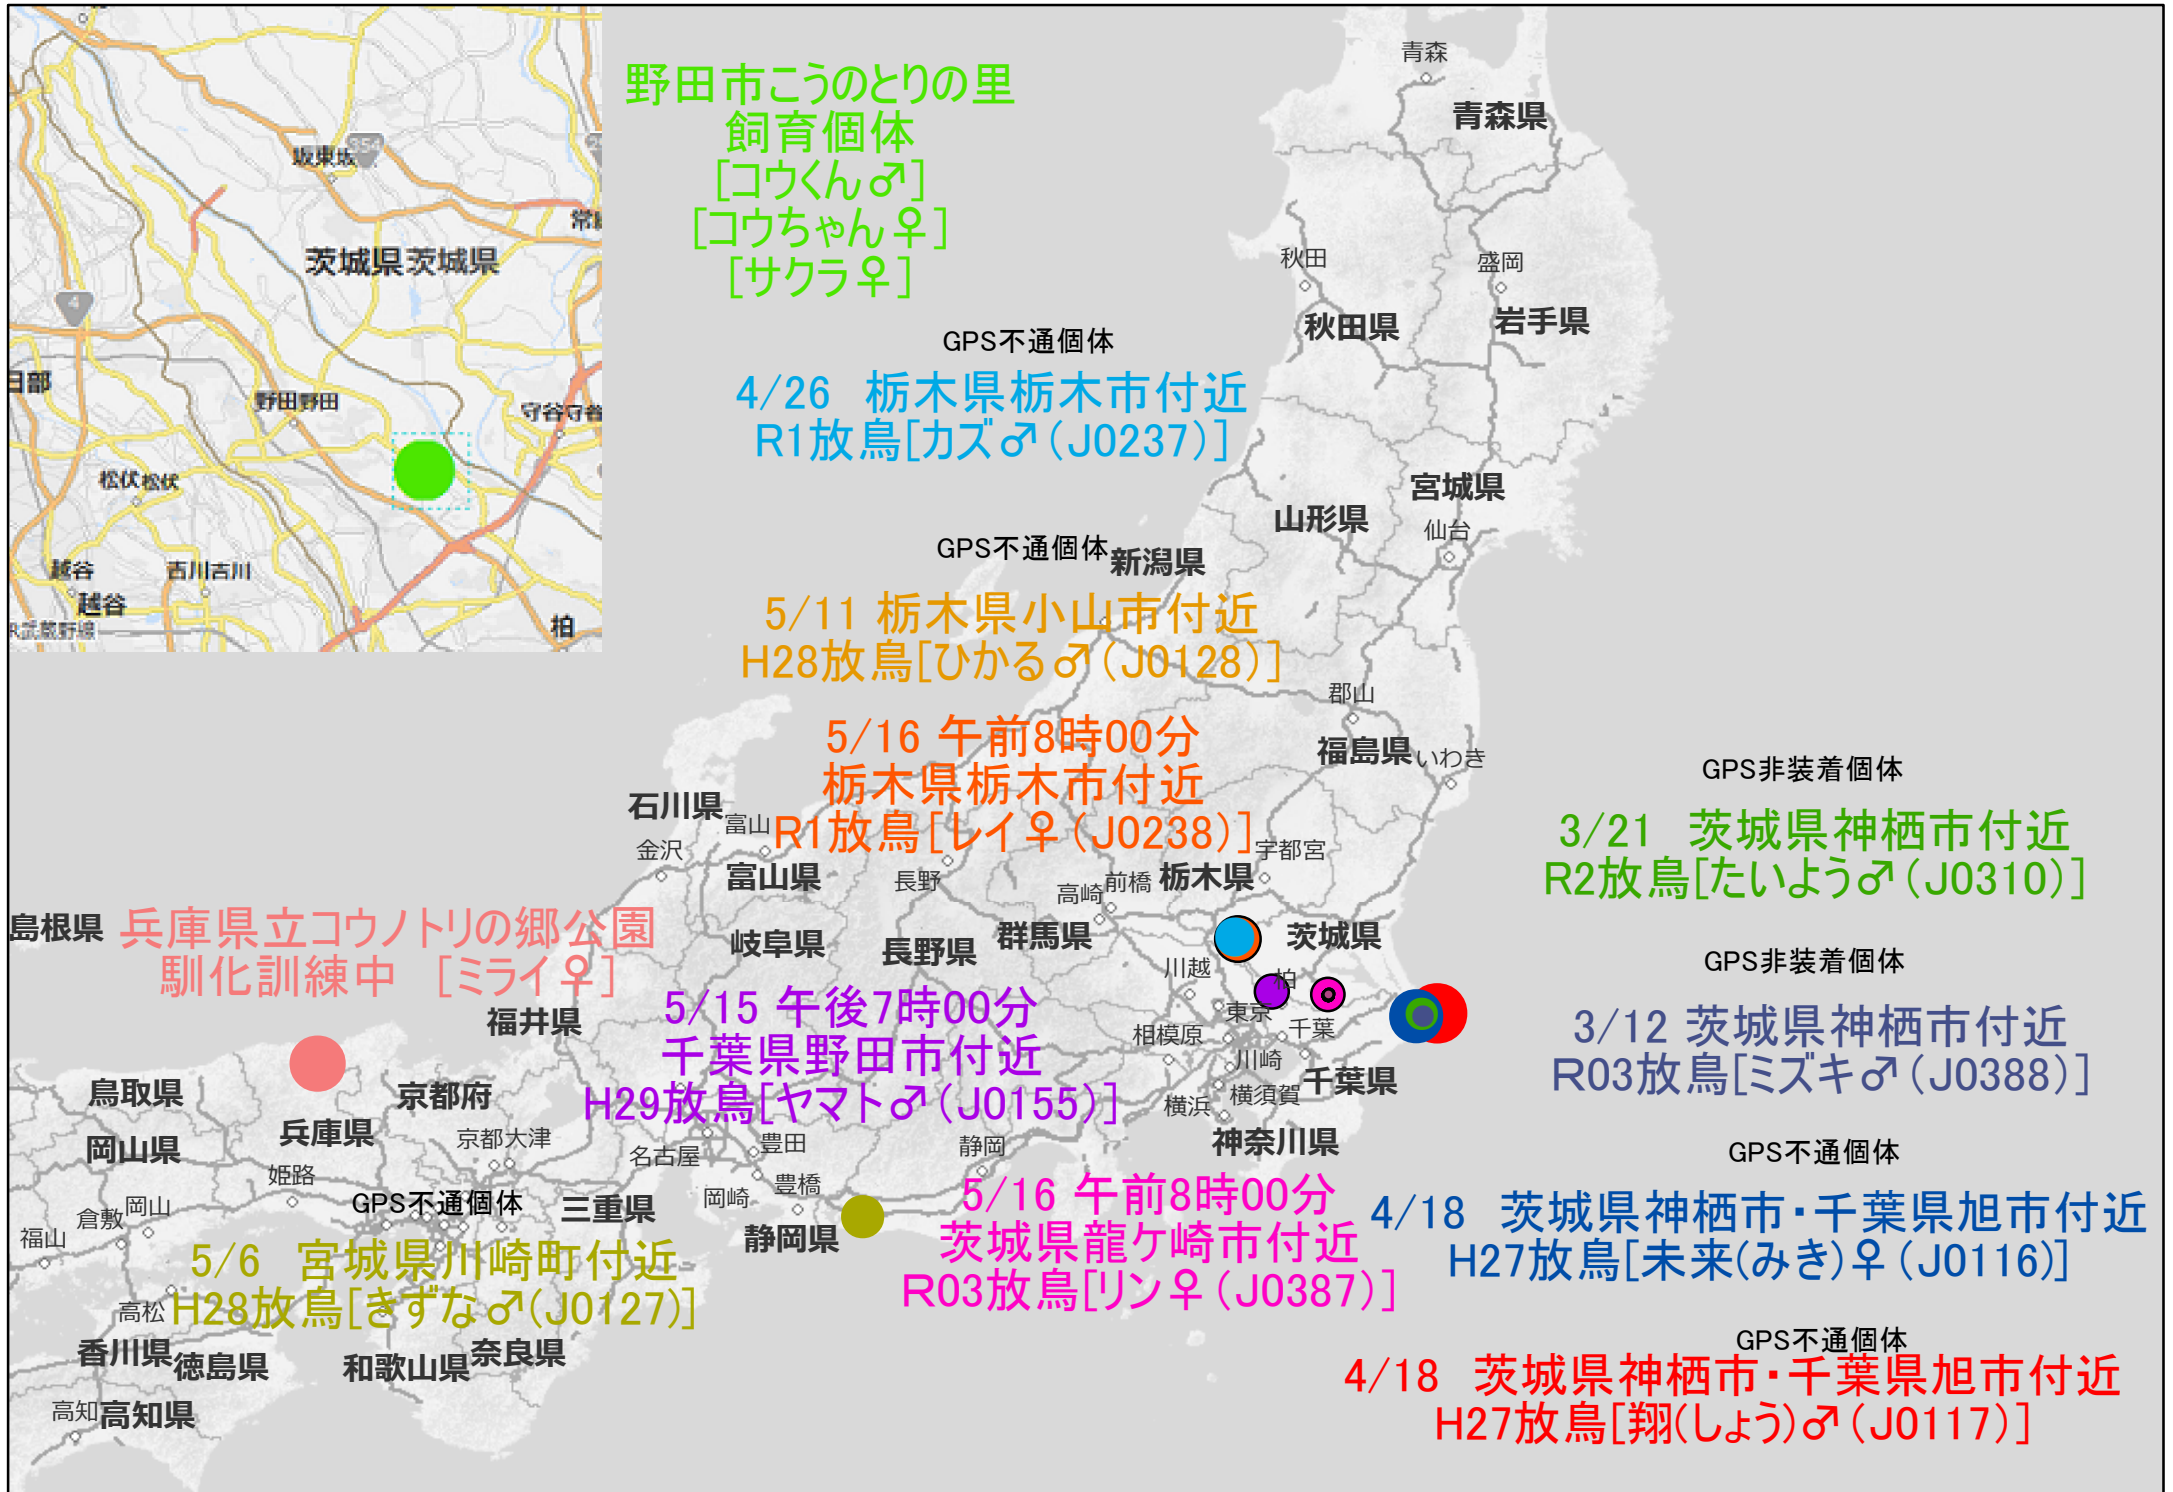 野田市こうのとりの里
飼育個体
[コウくん♂]
[コウちゃん♀]
[サクラ♀]
GPS不通個体
4/26 栃木県栃木市付近
R1放鳥[カズ♂(J0237)]
GPS不通個体
5/11 栃木県小山市付近
H28放鳥[ひかる♂(J0128)]
5/16 午前8時00分
栃木県栃木市付近
R1放鳥[レイ♀(J0238)]
兵庫県立コウノトリの郷公園
馴化訓練中 [ミライ♀]
5/15 午後7時00分
千葉県野田市付近
H29放鳥[ヤマト♂(J0155)]
GPS不通個体
5/6 宮城県川崎町付近
H28放鳥[きずな♂(J0127)]
5/16 午前8時00分
茨城県龍ケ崎市付近
R03放鳥[リン♀(J0387)]
GPS非装着個体
3/21 茨城県神栖市付近
R2放鳥[たいよう♂(J0310)]
GPS非装着個体
3/12 茨城県神栖市付近
R03放鳥[ミズキ♂(J0388)]
GPS不通個体
4/18 茨城県神栖市・千葉県旭市付近
H27放鳥[未来(みき)♀(J0116)]
GPS不通個体
4/18 茨城県神栖市・千葉県旭市付近
H27放鳥[翔(しょう)♂(J0117)]
354
茨城県茨城県
4
野田野田
守谷守谷
松伏松伏
越谷
吉川吉川
越谷
柏
青森
青森県
秋田
盛岡
秋田県
岩手県
宮城県
山形県
仙台
新潟県
郡山
福島県
いわき
石川県
富山
金沢
富山県
長野
高崎
前橋
栃木県
宇都宮
島根県
岐阜県
長野県
群馬県
茨城県
川越
柏
福井県
東京
相模原
千葉
川崎
鳥取県
京都府
横浜
横須賀
千葉県
兵庫県
岡山県
京都
大津
名古屋
豊田
静岡
神奈川県
姫路
岡崎
豊橋
岡山
倉敷
福山
三重県
静岡県
高松
香川県
徳島県
和歌山県
奈良県
高知
高知県